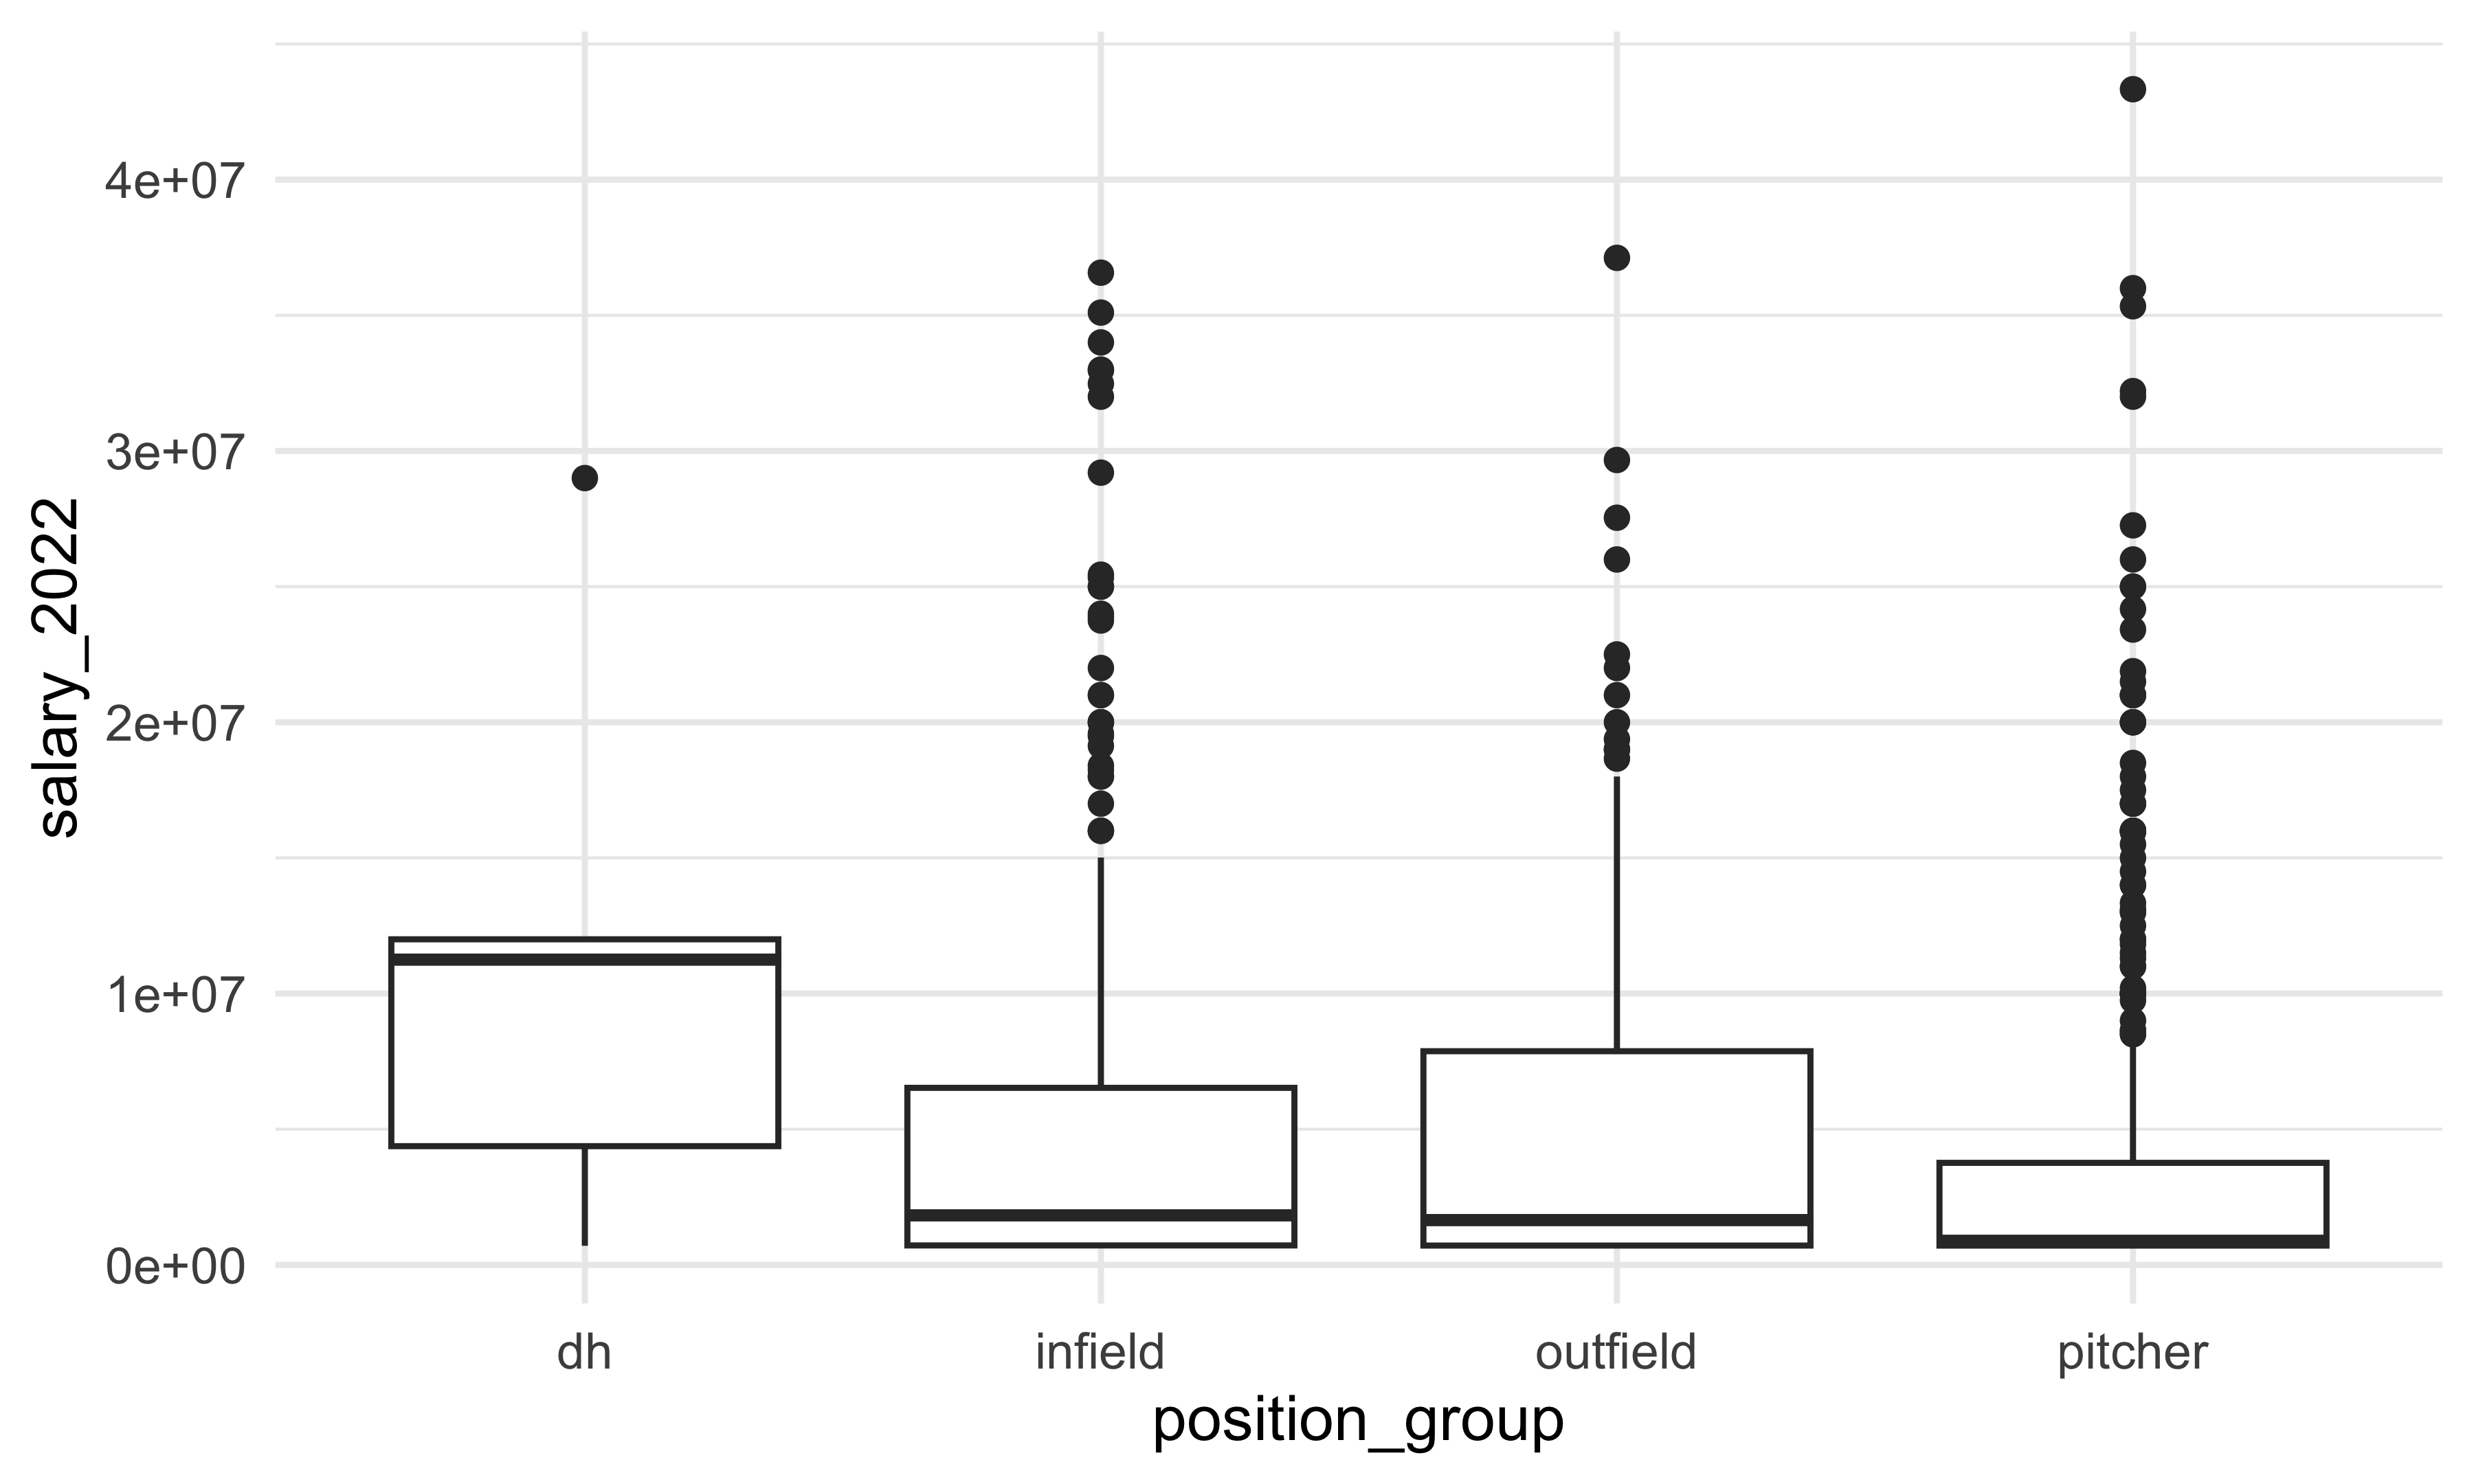 salary_2022
4e+07
3e+07
2e+07
1e+07
0e+00
dh infield outfield pitcher
position_group